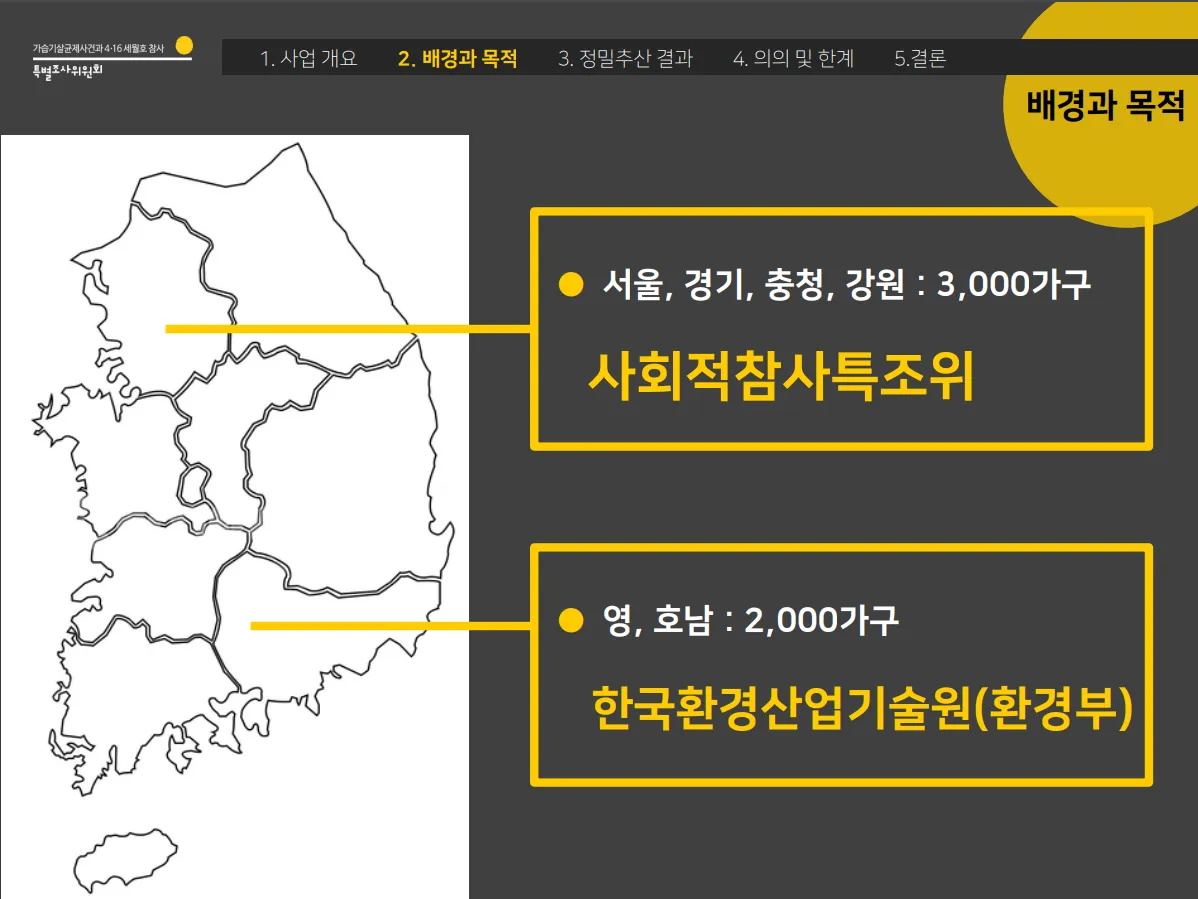 가습기살균제사건과 4·16 세월호 참사
특별조사위원회
1. 사업 개요
2. 배경과 목적
3. 정밀추산 결과
4. 의의 및 한계
5.결론
배경과 목적
서울, 경기, 충청, 강원 : 3,000가구
사회적참사특조위
영, 호남 : 2,000가구
한국환경산업기술원(환경부)